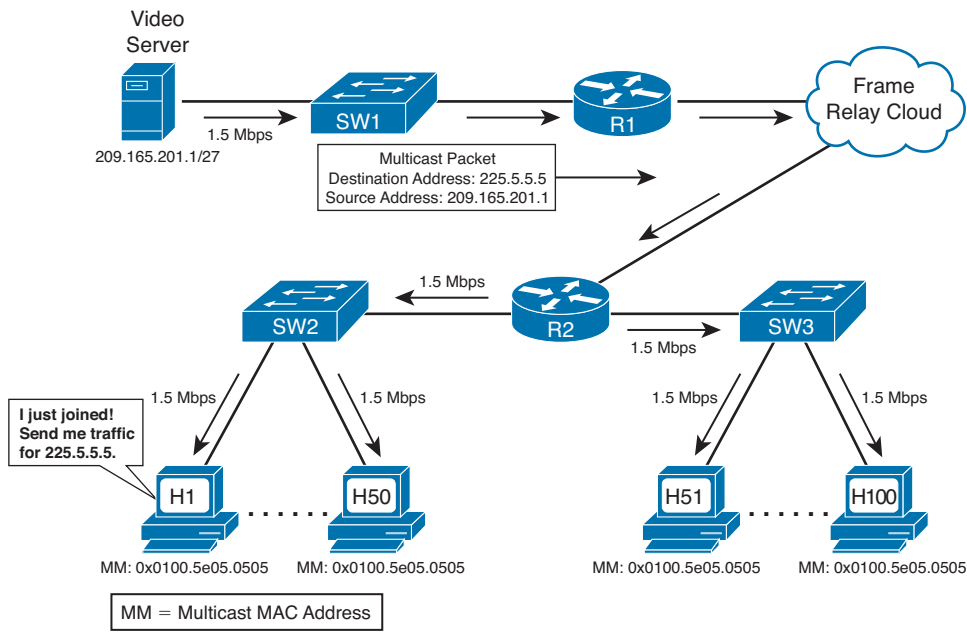 Video
Server
1.5 Mbps
SW1
R1
Frame
Relay Cloud
209.165.201.1/27
Multicast Packet
Destination Address: 225.5.5.5
Source Address: 209.165.201.1
1.5 Mbps
SW2
R2
SW3
1.5 Mbps
1.5 Mbps
1.5 Mbps
1.5 Mbps
1.5 Mbps
I just joined!
Send me traffic
for 225.5.5.5.
H1
H50
H51
H100
MM: 0x0100.5e05.0505
MM: 0x0100.5e05.0505
MM: 0x0100.5e05.0505
MM: 0x0100.5e05.0505
MM = Multicast MAC Address